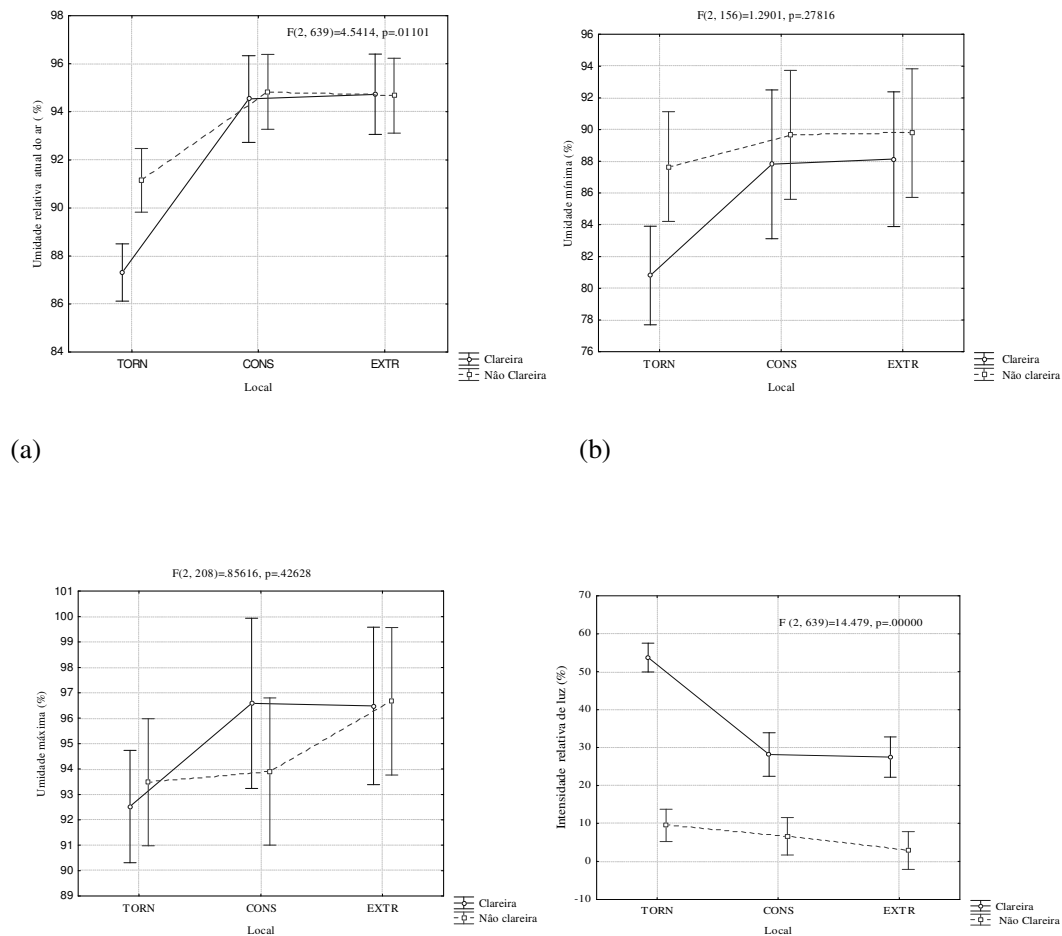 F(2, 639)=4.5414, p=.01101
98
96
94
92
90
88
86
84
Umidade relativa atual do ar ( %)
TORN CONS EXTR
Local
Clareira
Nâo Clareira
(a)
F(2, 156)=1.2901, p=.27816
96
94
92
90
88
86
84
82
80
78
76
Umidade mínima (%)
TORN CONS EXTR
Local
Clareira
Não clareira
(b)
F(2, 208)=.85616, p=.42628
101
100
99
98
97
96
95
94
93
92
91
90
89
Umidade máxima (%)
TORN CONS EXTR
Local
Clareira
Nâo clareira
F (2, 639)=14.479, p=.00000
70
60
50
40
30
20
10
0
-10
Intensidade relativa de luz (%)
TORN CONS EXTR
Local
Clareira
Não Clareira